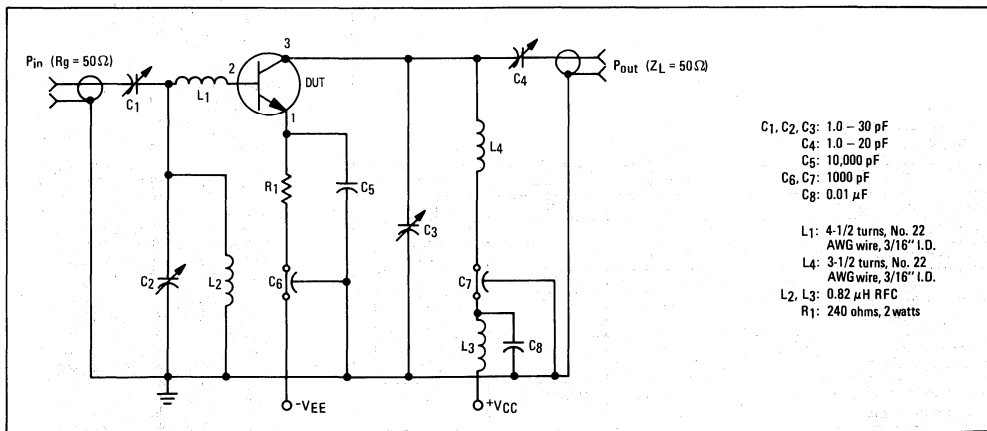 Pin (Rg = 50Ω)
C1
L1
2
3
DUT
1
C4
Pout (ZL = 50Ω)
R1
C5
L4
C3
C2
L2
C6
C7
L3
C8
-VEE
+VCC
C1, C2, C3: 1.0 – 30 pF
C4: 1.0 – 20 pF
C5: 10,000 pF
C6, C7: 1000 pF
C8: 0.01 μF
L1: 4-1/2 turns, No. 22
AWG wire, 3/16" I.D.
L4: 3-1/2 turns, No. 22
AWG wire, 3/16" I.D.
L2, L3: 0.82 μH RFC
R1: 240 ohms, 2 watts